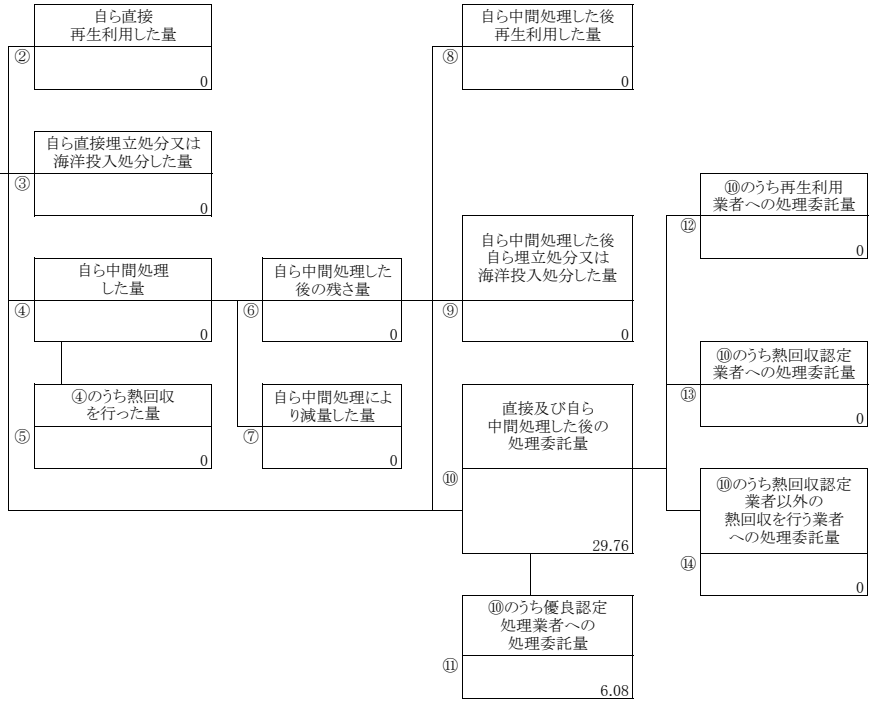 自ら直接
再生利用した量
②
0
自ら直接埋立処分又は
海洋投入処分した量
③
0
自ら中間処理
した量
④
0
④のうち熱回収
を行った量
⑤
0
自ら中間処理した
後の残さ量
⑥
0
自ら中間処理によ
り減量した量
⑦
0
自ら中間処理した後
再生利用した量
⑧
0
自ら中間処理した後
自ら埋立処分又は
海洋投入処分した量
⑨
0
直接及び自ら
中間処理した後の
処理委託量
⑩
29.76
⑩のうち優良認定
処理業者への
処理委託量
⑪
6.08
⑩のうち再生利用
業者への処理委託量
⑫
0
⑩のうち熱回収認定
業者への処理委託量
⑬
0
⑩のうち熱回収認定
業者以外の
熱回収を行う業者
への処理委託量
⑭
0